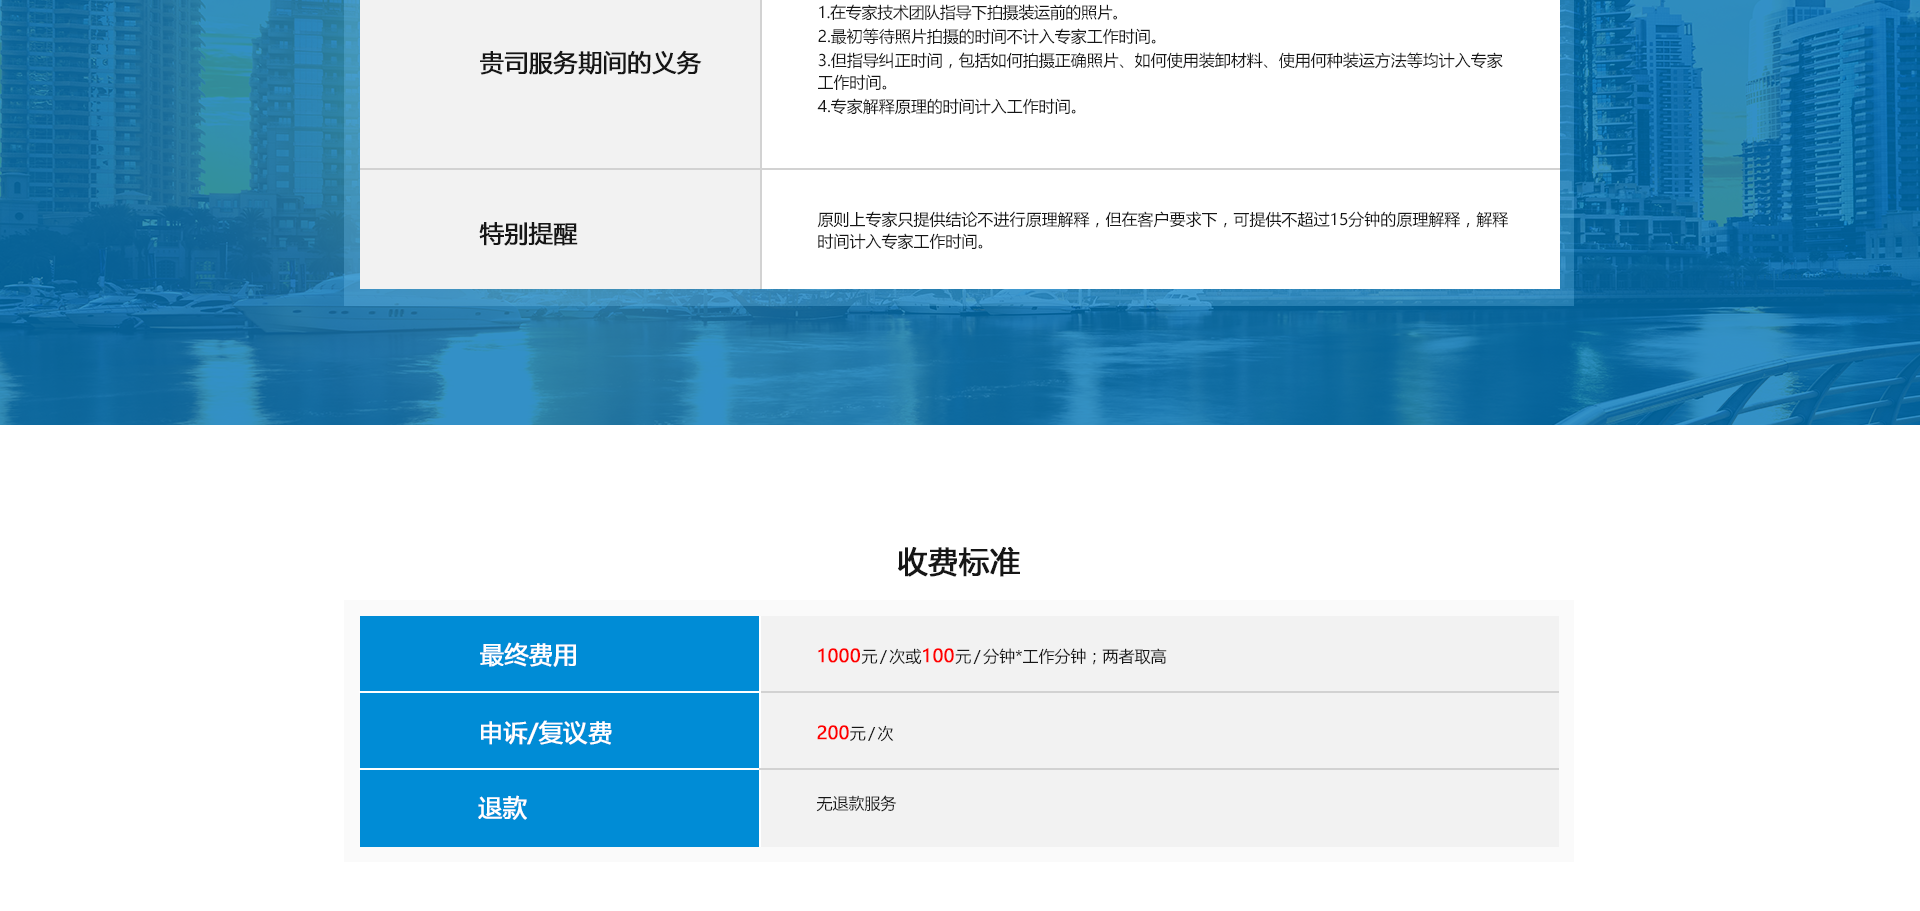 1.在专家技术团队指导下拍摄装运前的照片。
2.最初等待照片拍摄的时间不计入专家工作时间。
贵司服务期间的义务
3.但指导纠正时间，包括如何拍摄正确照片、如何使用装卸材料、使用何种装运方法等均计入专家
工作时间。
4.专家解释原理的时间计入工作时间。
特别提醒
原则上专家只提供结论不进行原理解释，但在客户要求下，可提供不超过15分钟的原理解释，解释
时间计入专家工作时间。
收费标准
最终费用
1000元/次或100元/分钟*工作分钟；两者取高
申诉/复议费
200元/次
退款
无退款服务